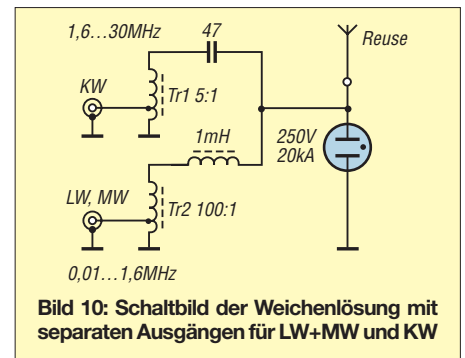 1,6…30MHz
47
Reuse
KW
Tr1 5:1
1mH
250V
20kA
LW, MW
Tr2 100:1
0,01…1,6MHz
Bild 10: Schaltbild der Weichenlösung mit
separaten Ausgängen für LW+MW und KW